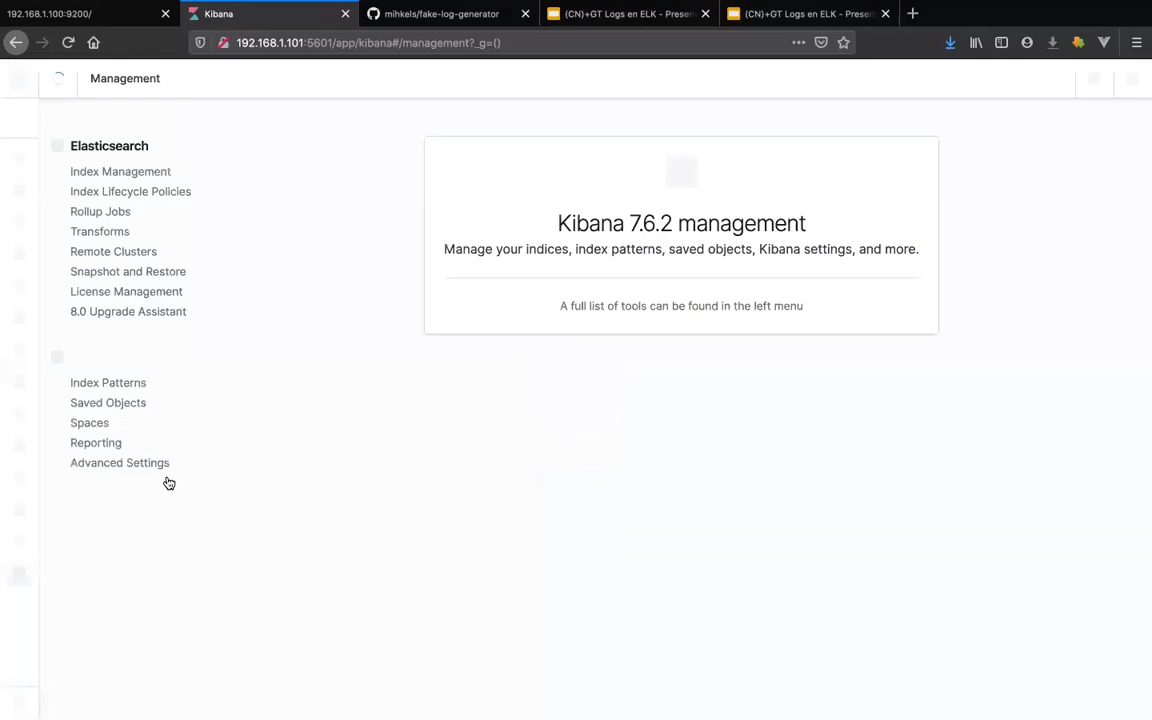 192.168.1.100:9200/
Kibana
mihkels/fake-log-generator
(CN)+GT Logs en ELK - Presen
(CN)+GT Logs en ELK - Presen
192.168.1.101:5601/app/kibana#/management?_g=()
Management
Elasticsearch
Index Management
Index Lifecycle Policies
Rollup Jobs
Transforms
Remote Clusters
Snapshot and Restore
License Management
8.0 Upgrade Assistant
Index Patterns
Saved Objects
Spaces
Reporting
Advanced Settings
Kibana 7.6.2 management
Manage your indices, index patterns, saved objects, Kibana settings, and more.
A full list of tools can be found in the left menu